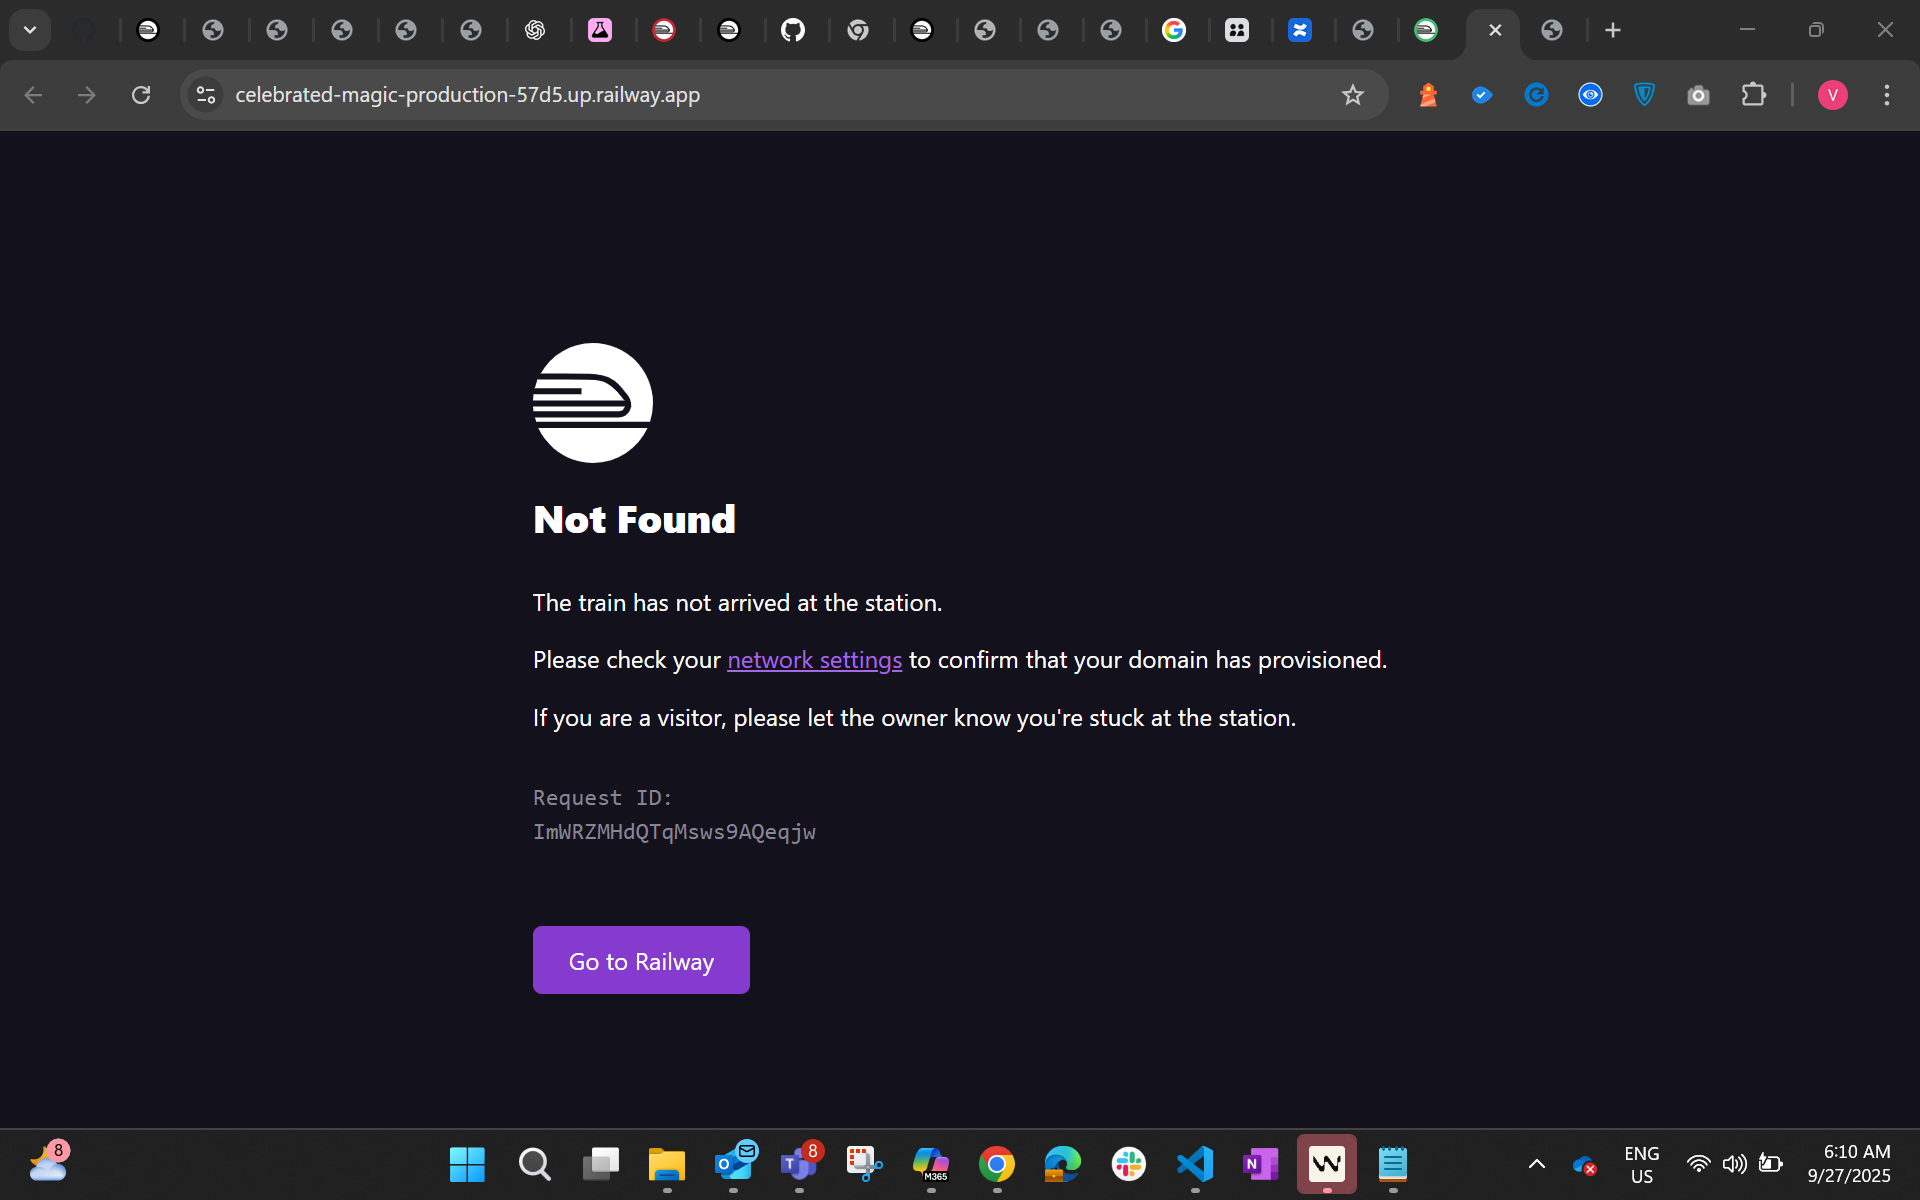 celebrated-magic-production-57d5.up.railway.app
V
Not Found
The train has not arrived at the station.
Please check your network settings to confirm that your domain has provisioned.
If you are a visitor, please let the owner know you're stuck at the station.
Request ID:
ImWRZMHdQTqMsws9AQeqjw
Go to Railway
8
O
T
8
M365
N
ENG
US
6:10 AM
9/27/2025